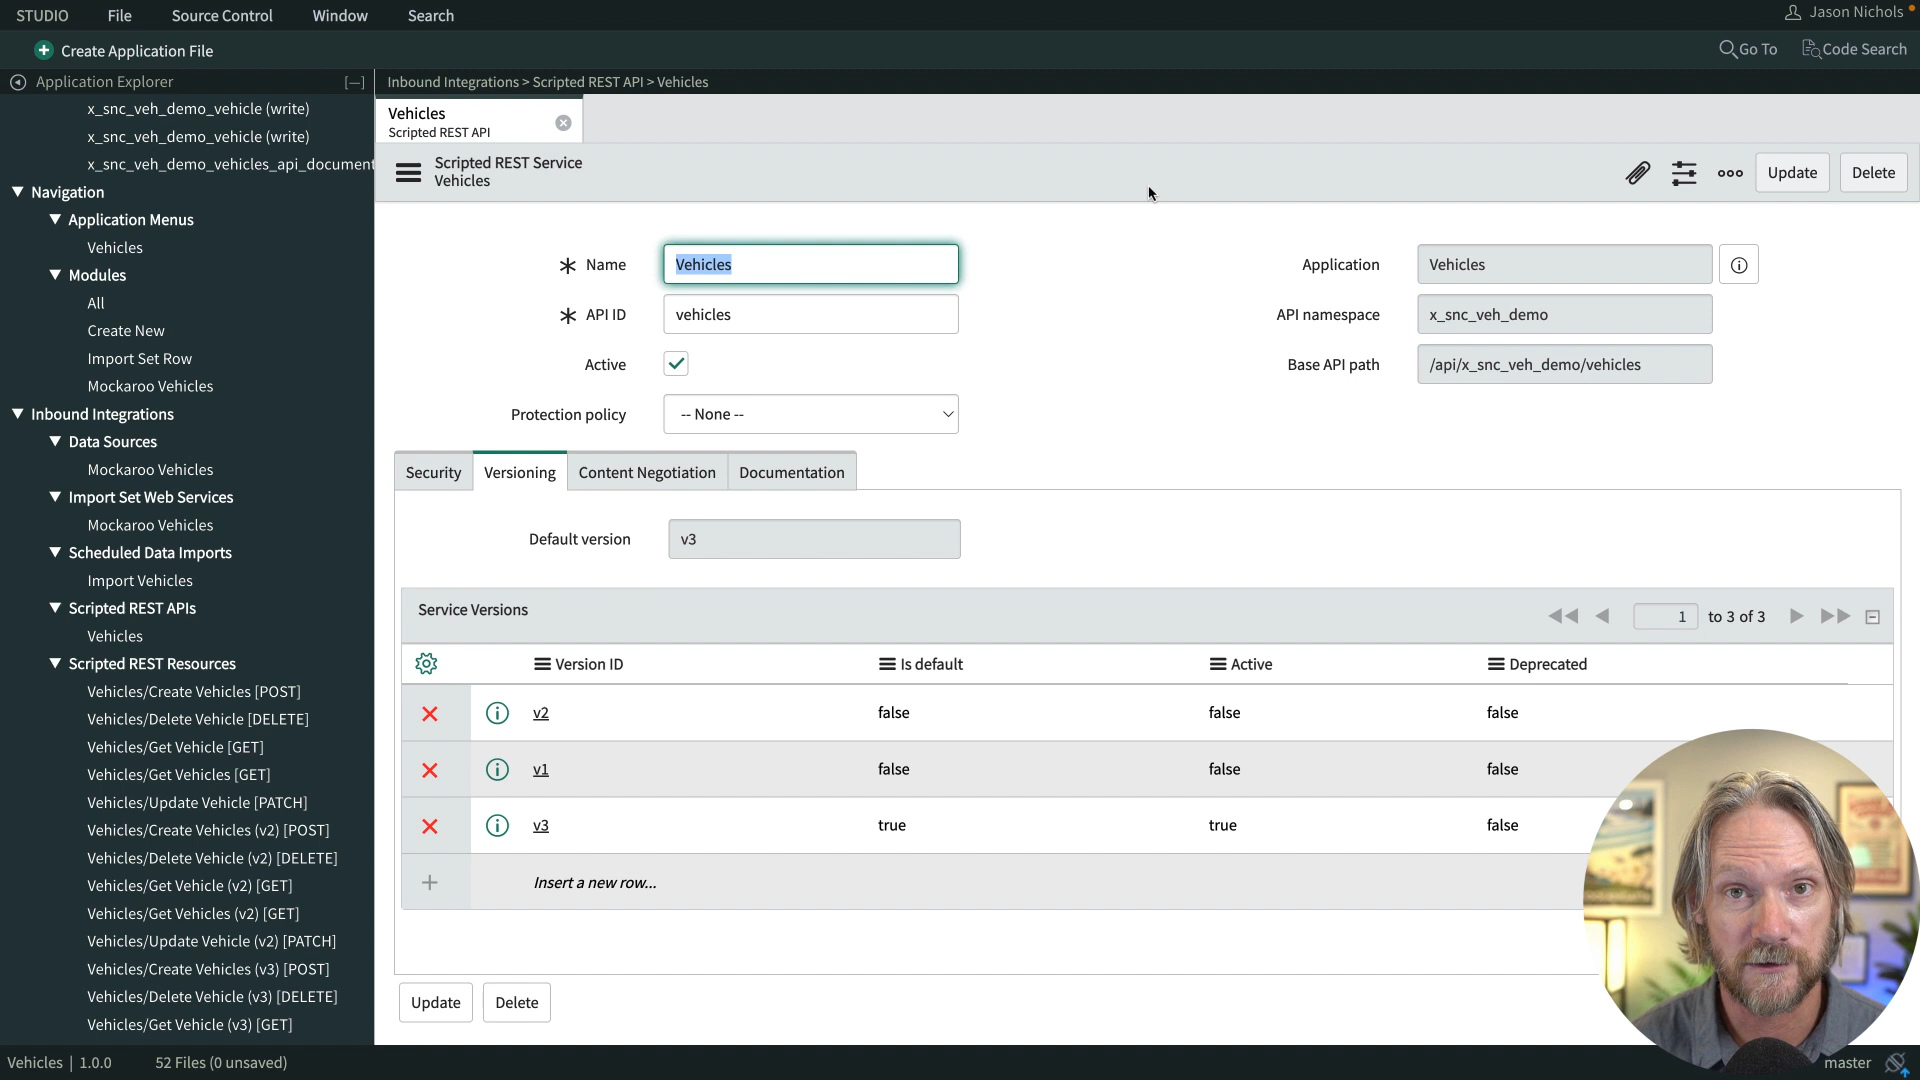 STUDIO File Source Control Window Search Jason Nichols
Create Application File Go To Code Search
Application Explorer [—] Inbound Integrations > Scripted REST API > Vehicles
x_snc_veh_demo_vehicle (write)
x_snc_veh_demo_vehicle (write)
x_snc_veh_demo_vehicles_api_document
Navigation
Application Menus
Vehicles
Modules
All
Create New
Import Set Row
Mockaroo Vehicles
Inbound Integrations
Data Sources
Mockaroo Vehicles
Import Set Web Services
Mockaroo Vehicles
Scheduled Data Imports
Import Vehicles
Scripted REST APIs
Vehicles
Scripted REST Resources
Vehicles/Create Vehicles [POST]
Vehicles/Delete Vehicle [DELETE]
Vehicles/Get Vehicle [GET]
Vehicles/Get Vehicles [GET]
Vehicles/Update Vehicle [PATCH]
Vehicles/Create Vehicles (v2) [POST]
Vehicles/Delete Vehicle (v2) [DELETE]
Vehicles/Get Vehicle (v2) [GET]
Vehicles/Get Vehicles (v2) [GET]
Vehicles/Update Vehicle (v2) [PATCH]
Vehicles/Create Vehicles (v3) [POST]
Vehicles/Delete Vehicle (v3) [DELETE]
Vehicles/Get Vehicle (v3) [GET]
Vehicles
Scripted REST API
Scripted REST Service
Vehicles
Update Delete
Name Vehicles Application Vehicles
API ID vehicles API namespace x_snc_veh_demo
Active Base API path /api/x_snc_veh_demo/vehicles
Protection policy -- None --
Security Versioning Content Negotiation Documentation
Default version v3
Service Versions 1 to 3 of 3
Version ID Is default Active Deprecated
v2 false false false
v1 false false false
v3 true true false
Insert a new row...
Update Delete
Vehicles | 1.0.0 52 Files (0 unsaved) master